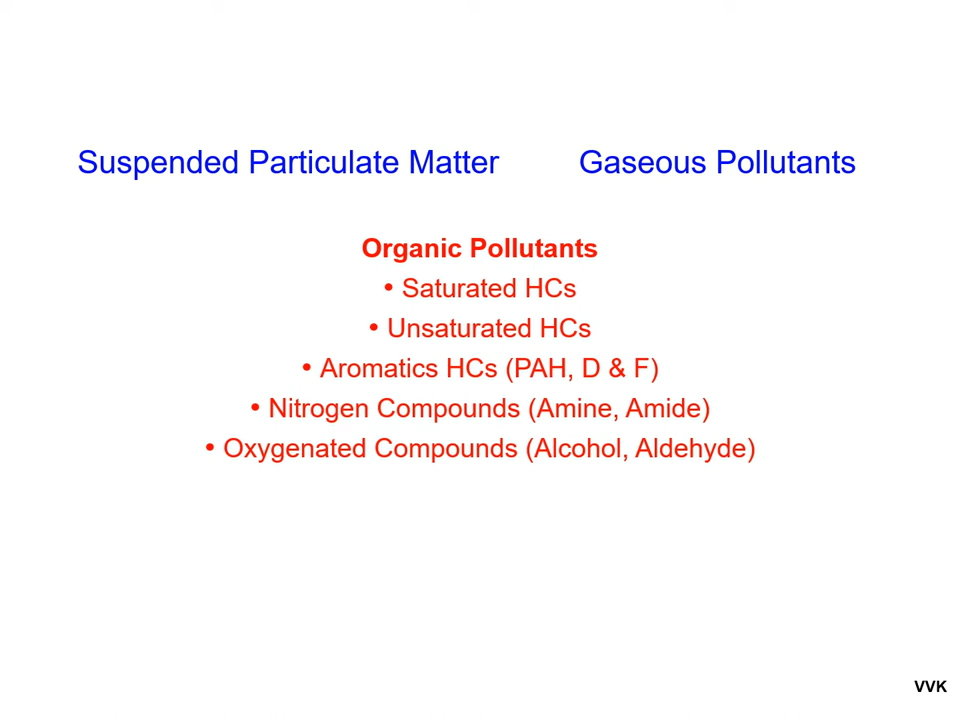 Suspended Particulate Matter Gaseous Pollutants
Organic Pollutants
• Saturated HCs
• Unsaturated HCs
• Aromatics HCs (PAH, D & F)
• Nitrogen Compounds (Amine, Amide)
• Oxygenated Compounds (Alcohol, Aldehyde)
VVK